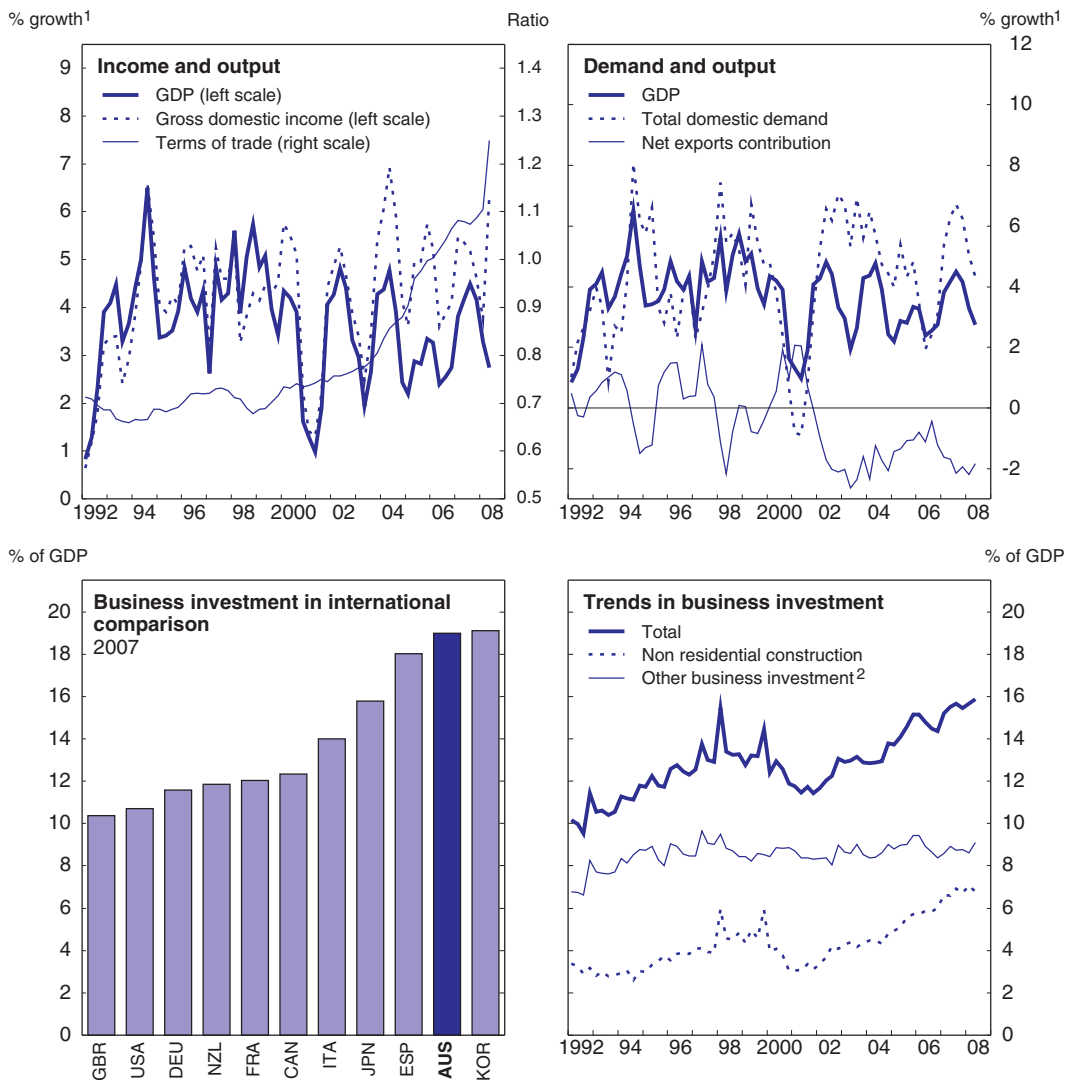 % growth1
Ratio
% growth1
Income and output
GDP (left scale)
Gross domestic income (left scale)
Terms of trade (right scale)
9
8
7
6
5
4
3
2
1
0
1.4
1.3
1.2
1.1
1.0
0.9
0.8
0.7
0.6
0.5
1992 94 96 98 2000 02 04 06 08
Demand and output
GDP
Total domestic demand
Net exports contribution
12
10
8
6
4
2
0
-2
1992 94 96 98 2000 02 04 06 08
% of GDP
% of GDP
Business investment in international
comparison
2007
20
18
16
14
12
10
8
6
4
2
0
GBR USA DEU NZL FRA CAN ITA JPN ESP AUS KOR
Trends in business investment
Total
Non residential construction
Other business investment2
20
18
16
14
12
10
8
6
4
2
0
1992 94 96 98 2000 02 04 06 08